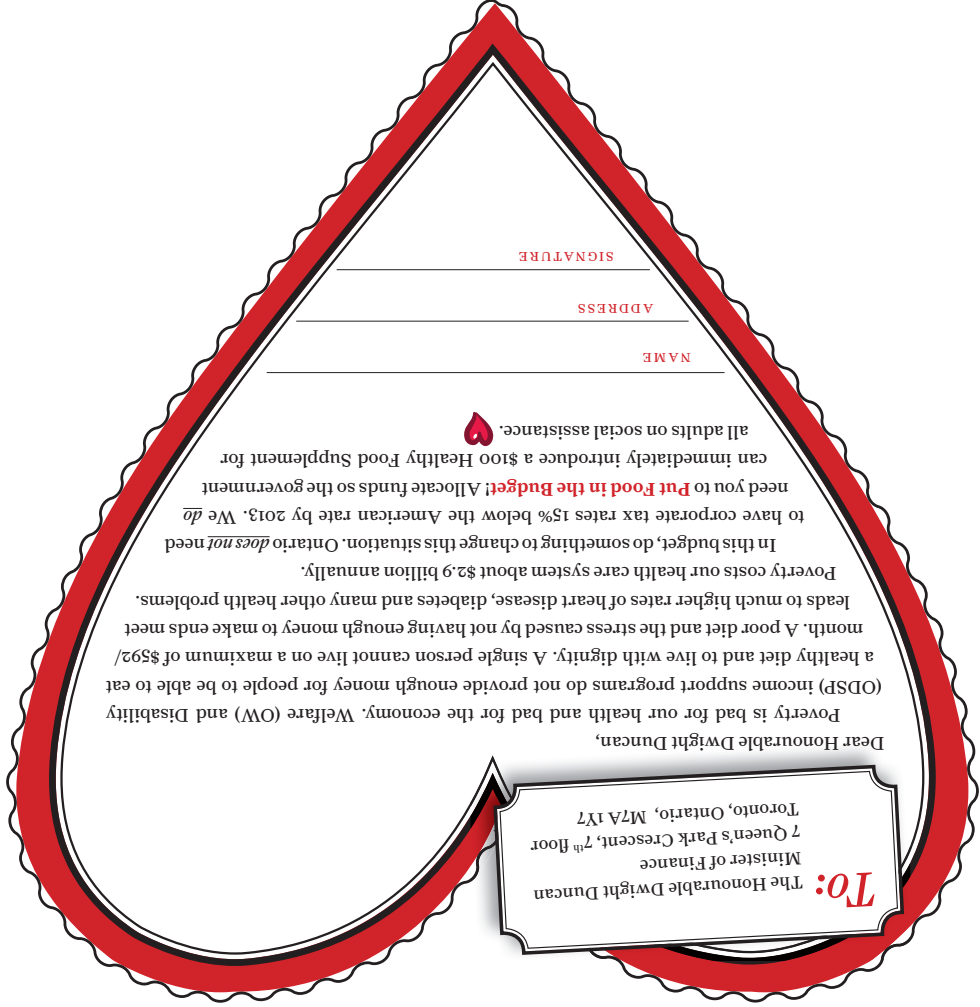 To:
The Honourable Dwight Duncan
Minister of Finance
7 Queen's Park Crescent, 7th floor
Toronto, Ontario, M7A 1Y7
Dear Honourable Dwight Duncan,
Poverty is bad for our health and bad for the economy. Welfare (OW) and Disability
(ODSP) income support programs do not provide enough money for people to be able to eat
a healthy diet and to live with dignity. A single person cannot live on a maximum of $592/
month. A poor diet and the stress caused by not having enough money to make ends meet
leads to much higher rates of heart disease, diabetes and many other health problems.
Poverty costs our health care system about $2.9 billion annually.
In this budget, do something to change this situation. Ontario does not need
to have corporate tax rates 15% below the American rate by 2013. We do
need you to Put Food in the Budget! Allocate funds so the government
can immediately introduce a $100 Healthy Food Supplement for
all adults on social assistance.
NAME
ADDRESS
SIGNATURE